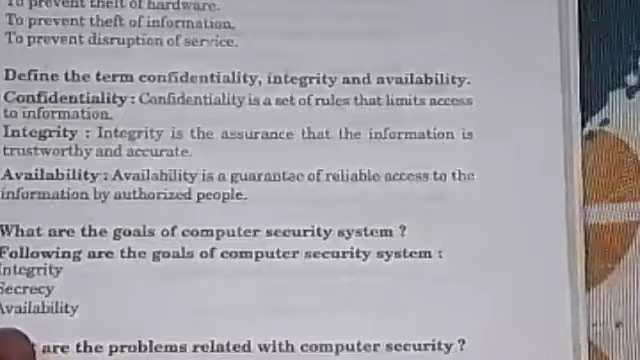 To prevent theft of hardware.
To prevent theft of information.
To prevent disruption of service.
Define the term confidentiality, integrity and availability.
Confidentiality : Confidentiality is a set of rules that limits access
to information.
Integrity : Integrity is the assurance that the information is
trustworthy and accurate.
Availability : Availability is a guarantee of reliable access to the
information by authorized people.
What are the goals of computer security system ?
Following are the goals of computer security system :
Integrity
Secrecy
Availability
are the problems related with computer security ?